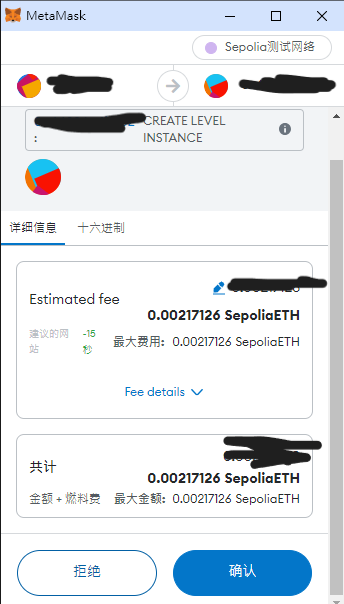 MetaMask
Sepolia测试网络
CREATE LEVEL
: INSTANCE
详细信息 十六进制
Estimated fee
0.00217126 SepoliaETH
建议的网站
~15 秒
最大费用: 0.00217126 SepoliaETH
Fee details
共计
0.00217126 SepoliaETH
金额 + 燃料费 最大金额: 0.00217126 SepoliaETH
拒绝 确认